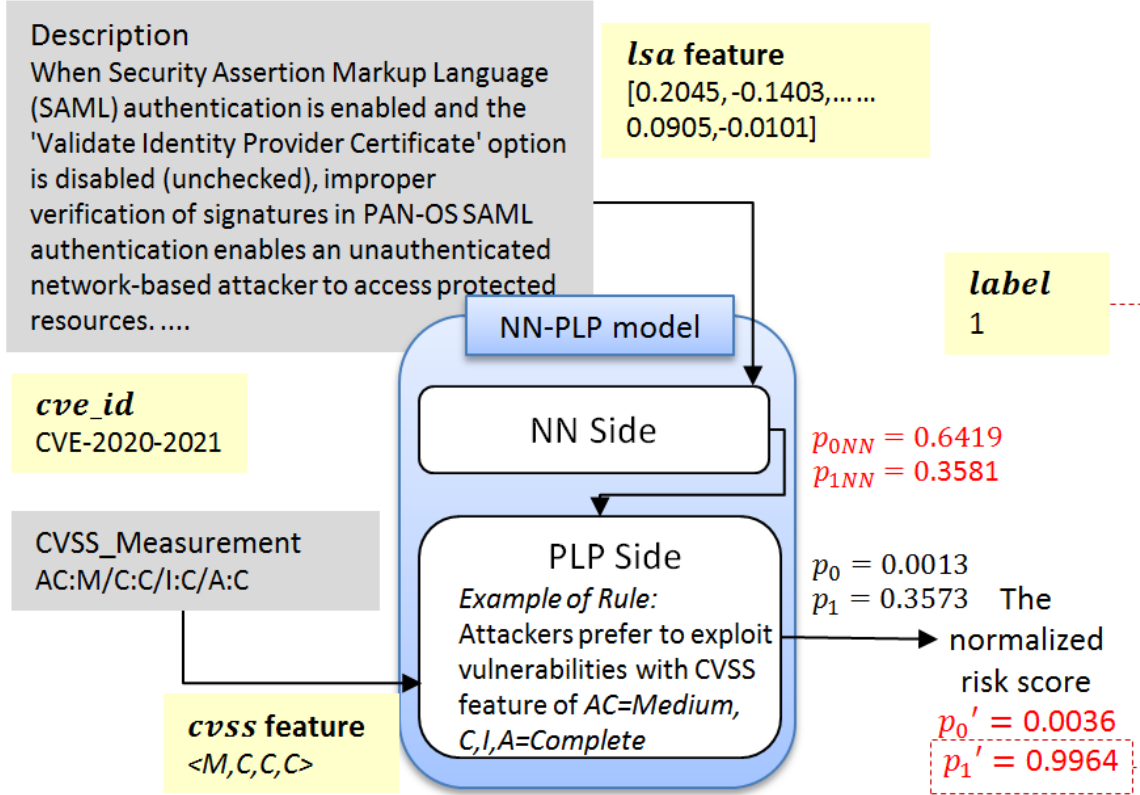 Description
When Security Assertion Markup Language
(SAML) authentication is enabled and the
'Validate Identity Provider Certificate' option
is disabled (unchecked), improper
verification of signatures in PAN-OS SAML
authentication enables an unauthenticated
network-based attacker to access protected
resources. ....
lsa feature
[0.2045, -0.1403,... ...
0.0905,-0.0101]
label
1
NN-PLP model
cve_id
CVE-2020-2021
NN Side
p₀NN = 0.6419
p₁NN = 0.3581
CVSS_Measurement
AC:M/C:C/I:C/A:C
PLP Side
Example of Rule:
Attackers prefer to exploit
vulnerabilities with CVSS
feature of AC=Medium,
C,I,A=Complete
p₀ = 0.0013
p₁ = 0.3573
The
normalized
risk score
p₀′ = 0.0036
p₁′ = 0.9964
cvss feature
<M,C,C,C>